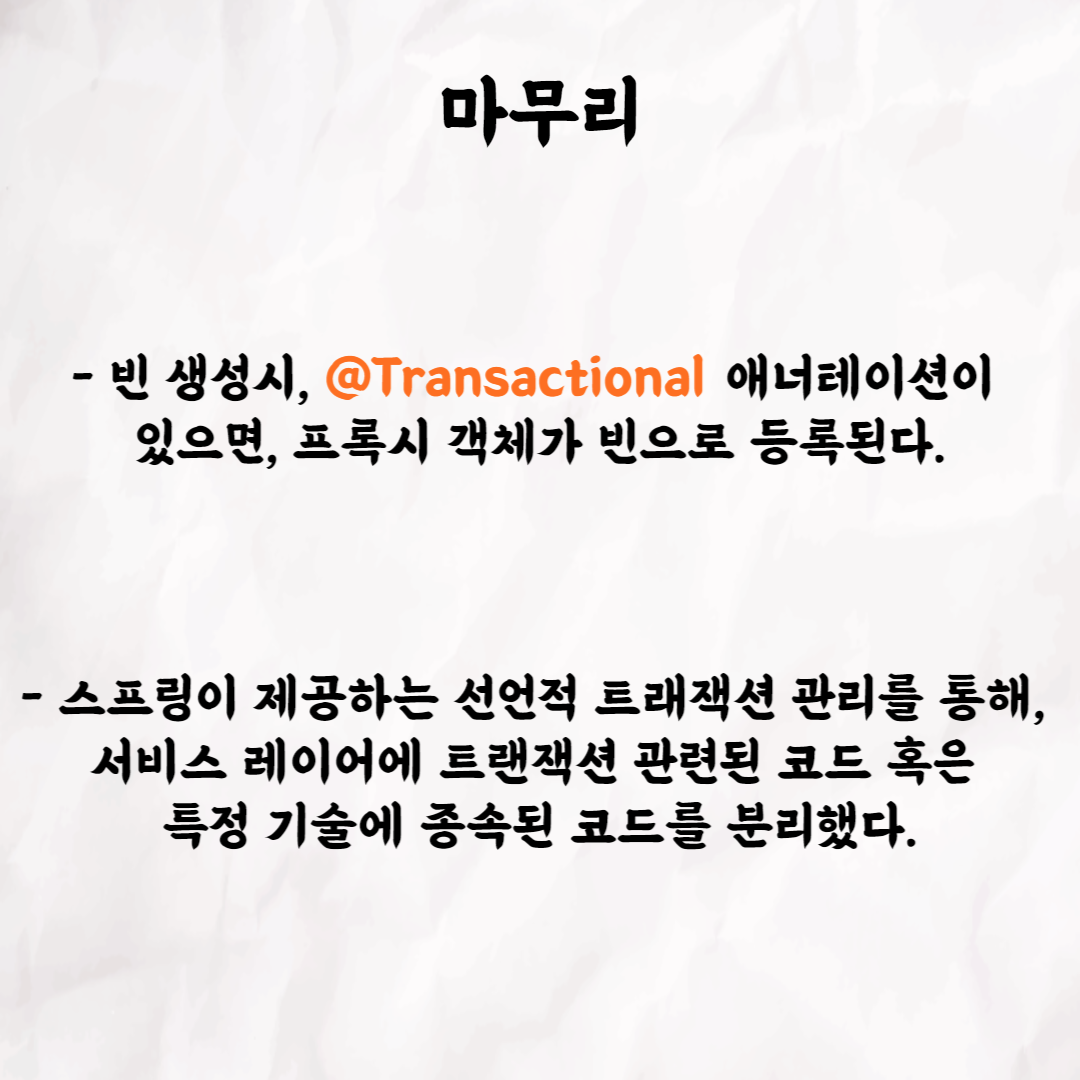 마무리
- 빈 생성시, @Transactional 애너테이션이
있으면, 프록시 객체가 빈으로 등록된다.
- 스프링이 제공하는 선언적 트래잭션 관리를 통해,
서비스 레이어에 트랜잭션 관련된 코드 혹은
특정 기술에 종속된 코드를 분리했다.